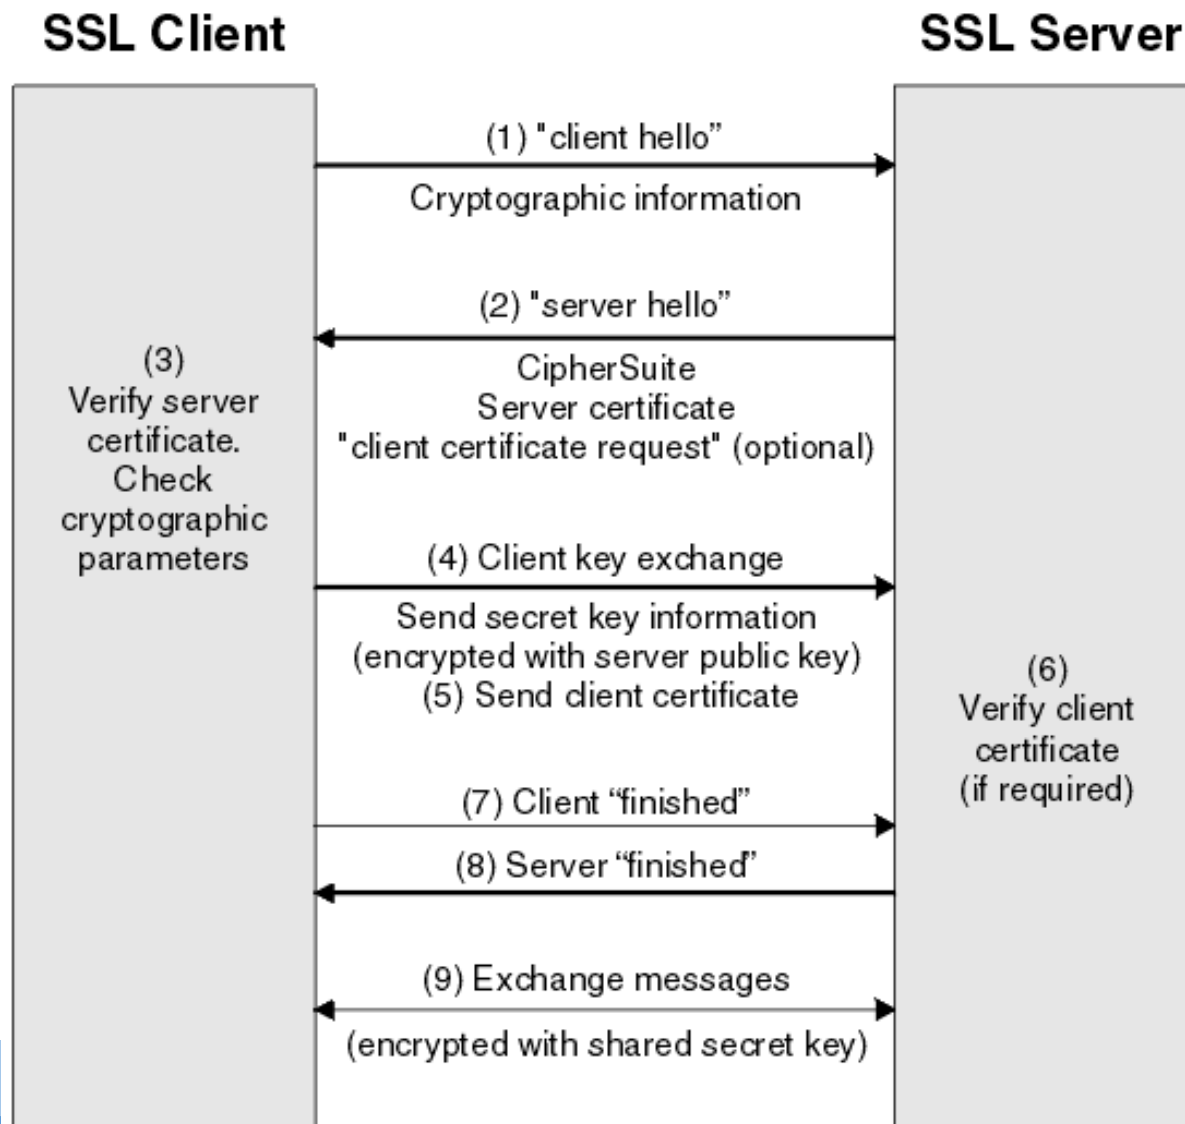 SSL Client
SSL Server
(1) "client hello”
Cryptographic information
(2) "server hello”
CipherSuite
Server certificate
"client certificate request" (optional)
(3)
Verify server
certificate.
Check
cryptographic
parameters
(4) Client key exchange
Send secret key information
(encrypted with server public key)
(5) Send client certificate
(6)
Verify client
certificate
(if required)
(7) Client “finished”
(8) Server “finished”
(9) Exchange messages
(encrypted with shared secret key)